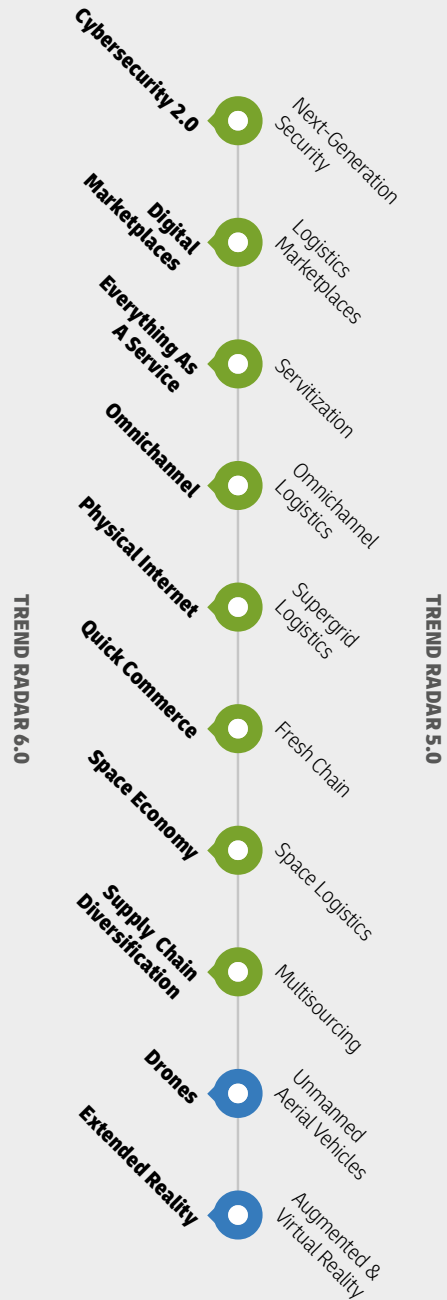 Cybersecurity 2.0
Next-Generation
Security
Digital
Marketplaces
Logistics
Marketplaces
Everything As
A Service
Servitization
Omnichannel
Omnichannel
Logistics
Physical Internet
Supergrid
Logistics
TREND RADAR 6.0
TREND RADAR 5.0
Quick Commerce
Fresh Chain
Space Economy
Space Logistics
Supply Chain
Diversification
Multisourcing
Drones
Unmanned
Aerial Vehicles
Extended Reality
Augmented &
Virtual Reality